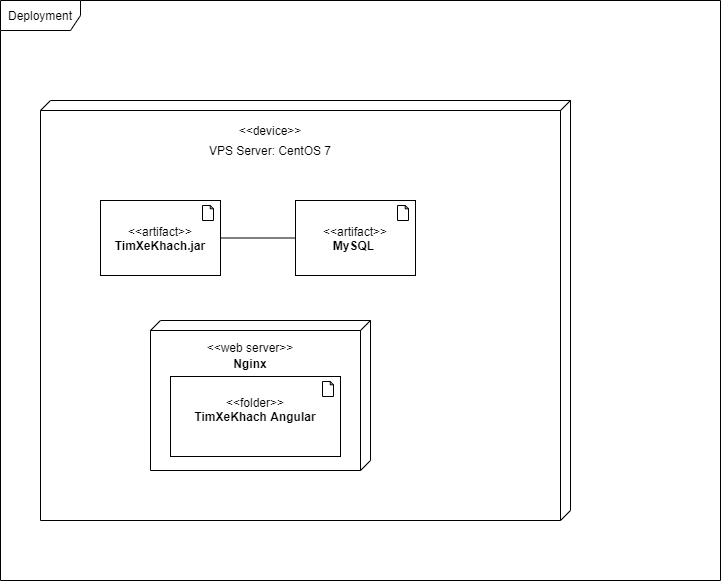 Deployment
<<device>>
VPS Server: CentOS 7
<<artifact>>
TimXeKhach.jar
<<artifact>>
MySQL
<<web server>>
Nginx
<<folder>>
TimXeKhach Angular